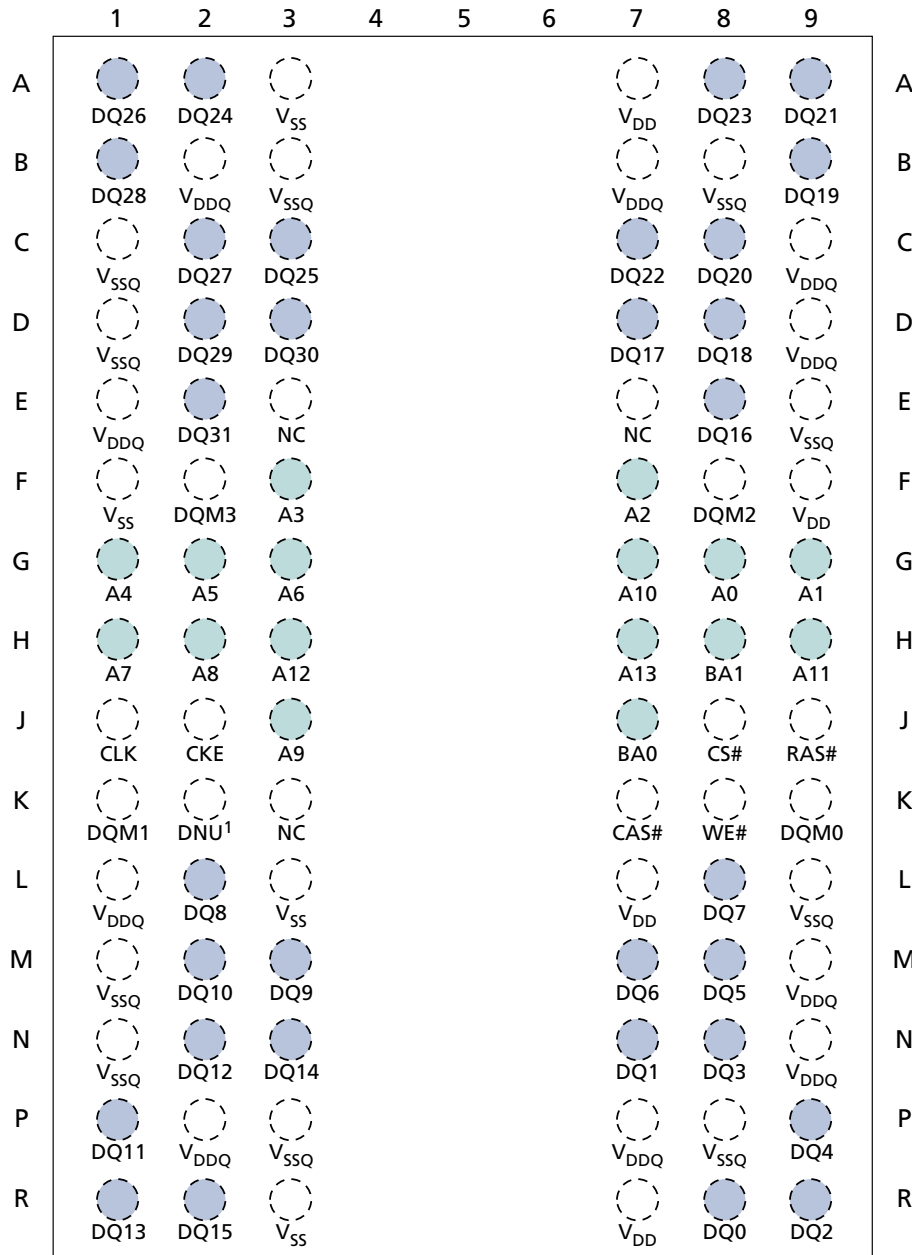 1 2 3 4 5 6 7 8 9
A A
DQ26 DQ24 VSS VDD DQ23 DQ21
B B
DQ28 VDDQ VSSQ VDDQ VSSQ DQ19
C C
VSSQ DQ27 DQ25 DQ22 DQ20 VDDQ
D D
VSSQ DQ29 DQ30 DQ17 DQ18 VDDQ
E E
VDDQ DQ31 NC NC DQ16 VSSQ
F F
VSS DQM3 A3 A2 DQM2 VDD
G G
A4 A5 A6 A10 A0 A1
H H
A7 A8 A12 A13 BA1 A11
J J
CLK CKE A9 BA0 CS# RAS#
K K
DQM1 DNU1 NC CAS# WE# DQM0
L L
VDDQ DQ8 VSS VDD DQ7 VSSQ
M M
VSSQ DQ10 DQ9 DQ6 DQ5 VDDQ
N N
VSSQ DQ12 DQ14 DQ1 DQ3 VDDQ
P P
DQ11 VDDQ VSSQ VDDQ VSSQ DQ4
R R
DQ13 DQ15 VSS VDD DQ0 DQ2